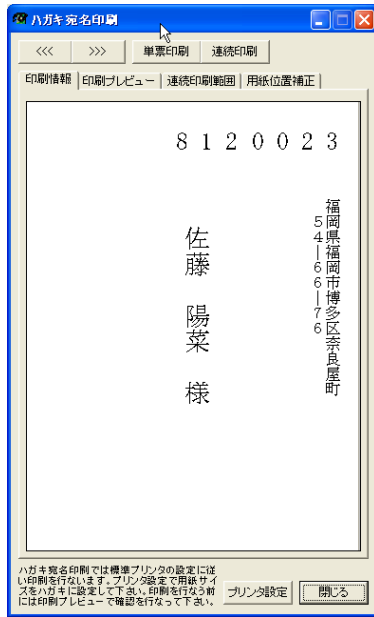 ハガキ宛名印刷
<<< >>> 単票印刷 連続印刷
印刷情報 印刷プレビュー 連続印刷範囲 用紙位置補正
8120023
福岡県福岡市博多区奈良屋町
54ー66ー76
佐藤 陽菜 様
ハガキ宛名印刷では標準プリンタの設定に従
い印刷を行ないます。プリンタ設定で用紙サイ
ズをハガキに設定して下さい。印刷を行なう前
には印刷プレビューで確認を行なって下さい。
プリンタ設定 閉じる